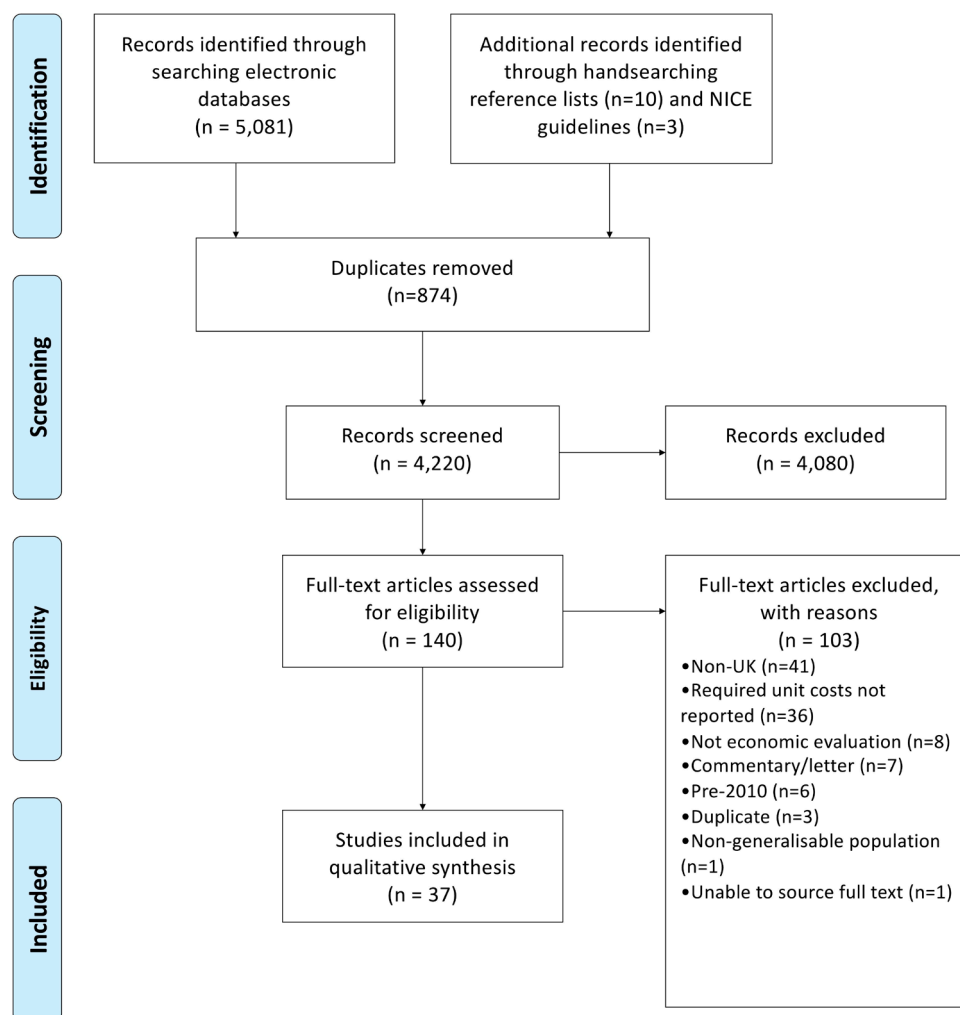 Identification
Records identified through
searching electronic
databases
(n = 5,081)
Additional records identified
through handsearching
reference lists (n=10) and NICE
guidelines (n=3)
Duplicates removed
(n=874)
Screening
Records screened
(n = 4,220)
Records excluded
(n = 4,080)
Eligibility
Full-text articles assessed
for eligibility
(n = 140)
Full-text articles excluded,
with reasons
(n = 103)
•Non-UK (n=41)
•Required unit costs not
reported (n=36)
•Not economic evaluation (n=8)
•Commentary/letter (n=7)
•Pre-2010 (n=6)
•Duplicate (n=3)
•Non-generalisable population
(n=1)
•Unable to source full text (n=1)
Included
Studies included in
qualitative synthesis
(n = 37)